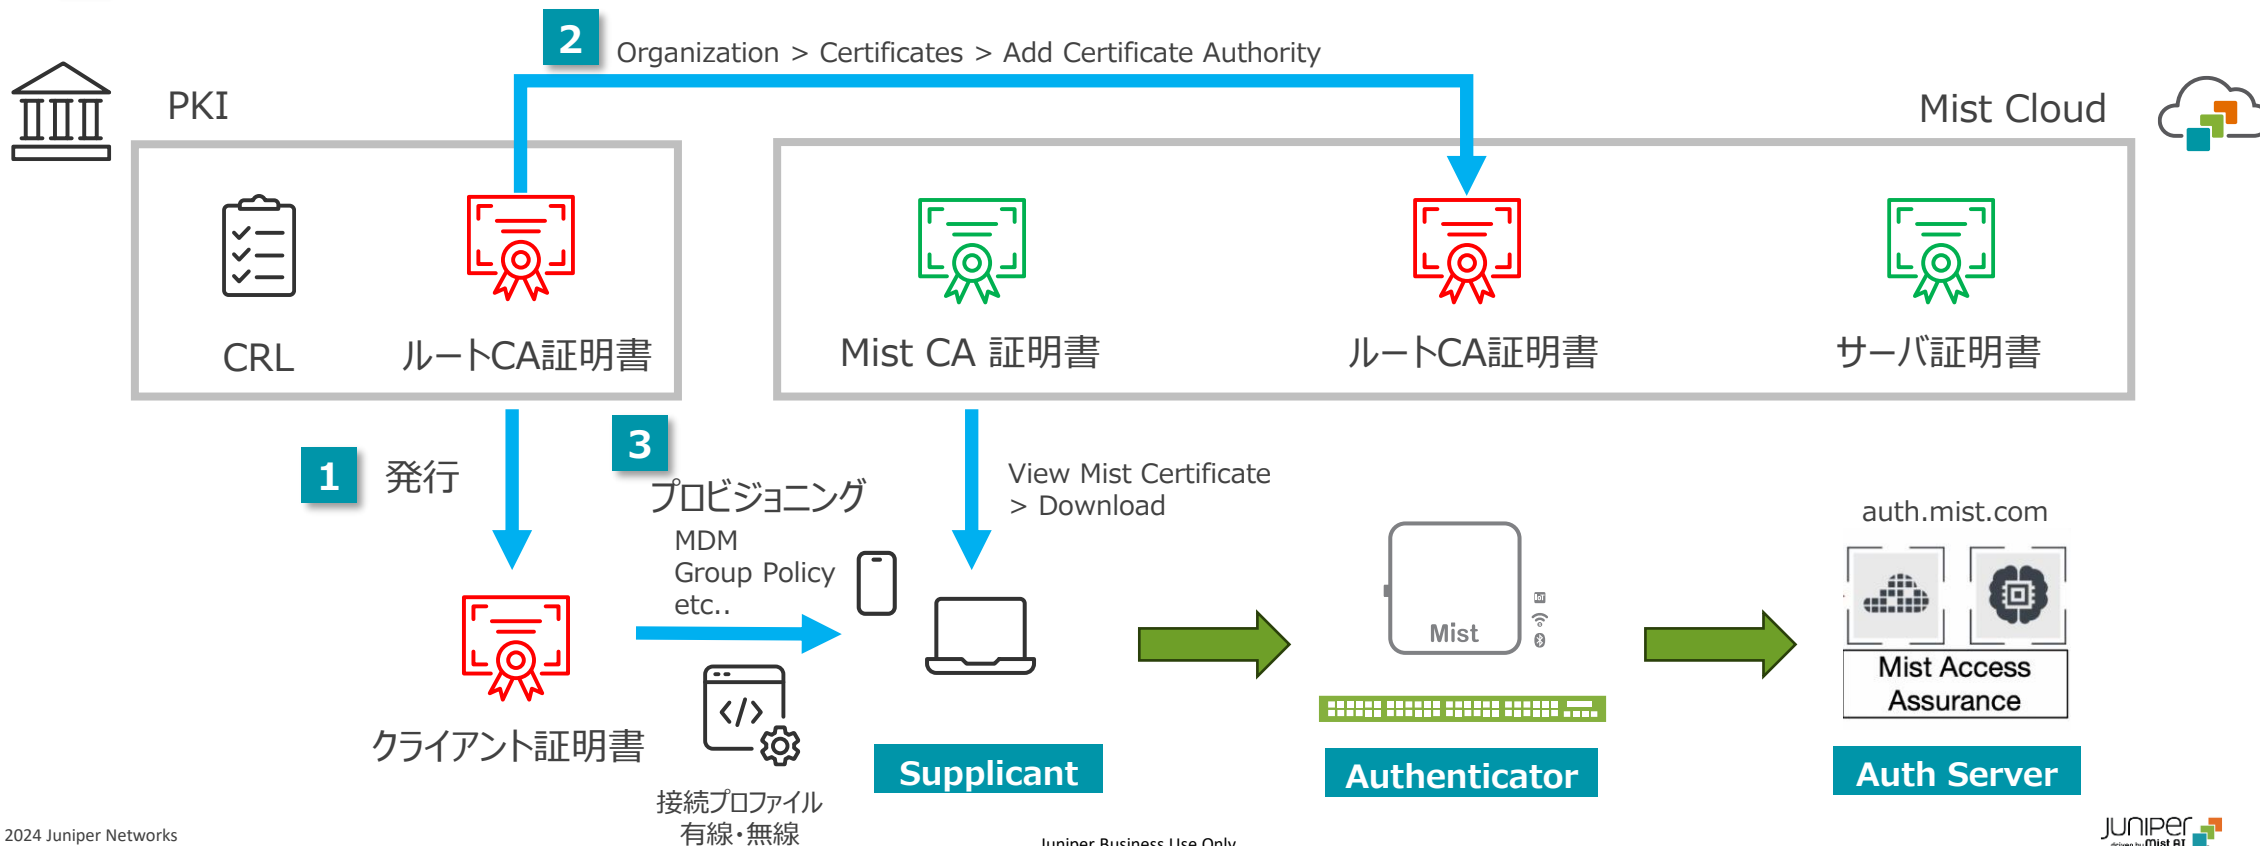 2
Organization > Certificates > Add Certificate Authority
PKI
Mist Cloud
CRL
ルートCA証明書
Mist CA 証明書
ルートCA証明書
サーバ証明書
1
発行
3
プロビジョニング
MDM
Group Policy
etc..
View Mist Certificate
> Download
auth.mist.com
Mist
IoT
Mist Access
Assurance
クライアント証明書
接続プロファイル
有線・無線
Supplicant
Authenticator
Auth Server
2024 Juniper Networks
Juniper Business Use Only
JUNIPEr
driven by Mist AI